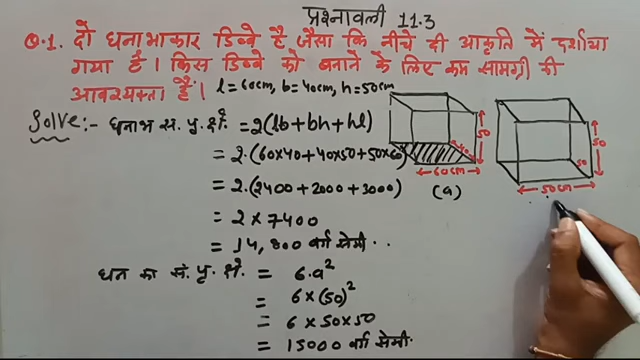 प्रश्नावली 11.3
Q.1. दो घनाभाकार डिब्बे है जैसा कि नीचे दी आकृति में दर्शाया
गया है। किस डिब्बे को बनाने के लिए कम सामग्री की
आवश्यकता है। l = 60cm, b = 40cm, h = 50cm
Solve:- घनाभ सं. पृ. क्षे. = 2(lb+bh+hl)
= 2.(60×40+40×50+50×60)
= 2.(2400+2000+3000)
= 2×7400
= 14,800 वर्ग सेमी..
घन का सं. पृ. क्षे. = 6.a²
= 6×(50)²
= 6×50×50
= 15000 वर्ग सेमी.
50
40
60cm
(a)
50
50
50cm